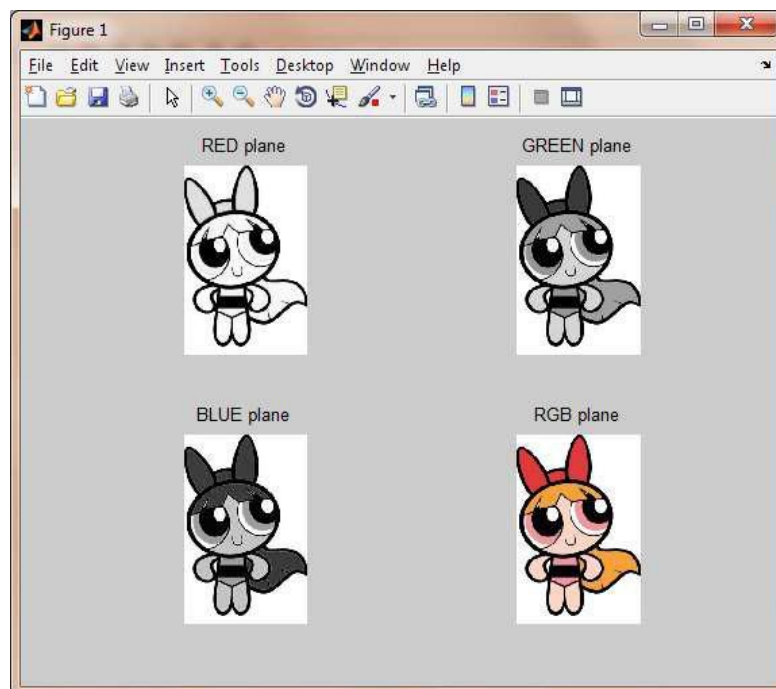 Figure 1
File Edit View Insert Tools Desktop Window Help
RED plane
GREEN plane
BLUE plane
RGB plane